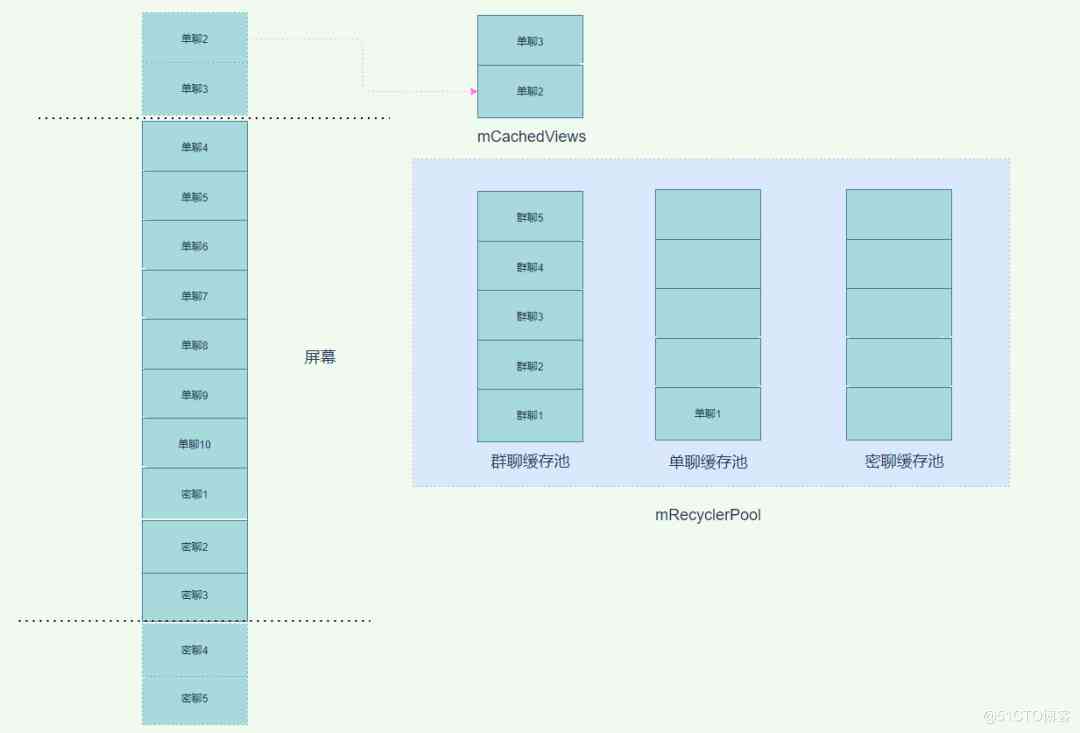 单聊2
单聊3
单聊4
单聊5
单聊6
单聊7
单聊8
单聊9
单聊10
密聊1
密聊2
密聊3
密聊4
密聊5
屏幕
单聊3
单聊2
mCachedViews
群聊5
群聊4
群聊3
群聊2
群聊1
群聊缓存池
单聊1
单聊缓存池
密聊缓存池
mRecyclerPool
@51CTO博客